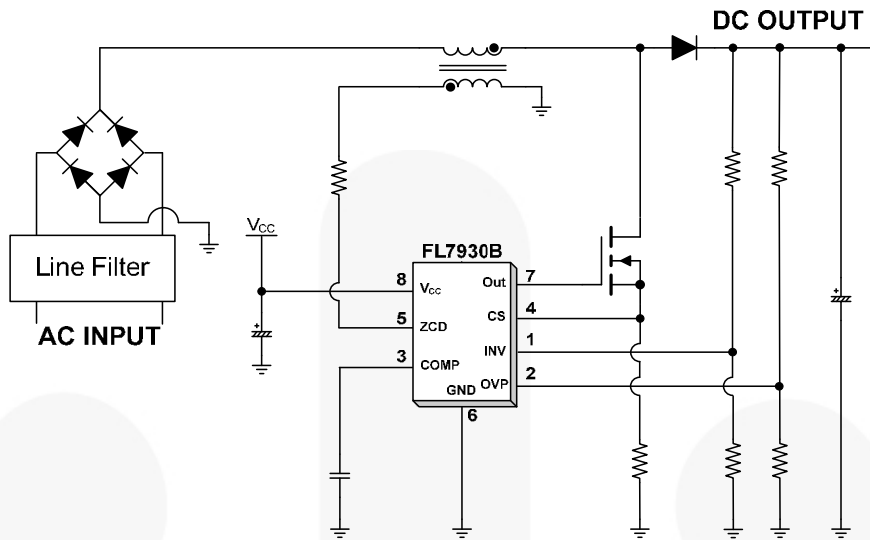 DC OUTPUT
Line Filter
AC INPUT
VCC
FL7930B
8
VCC
Out
7
CS
4
5
ZCD
INV
1
3
COMP
OVP
2
GND
6
+
+